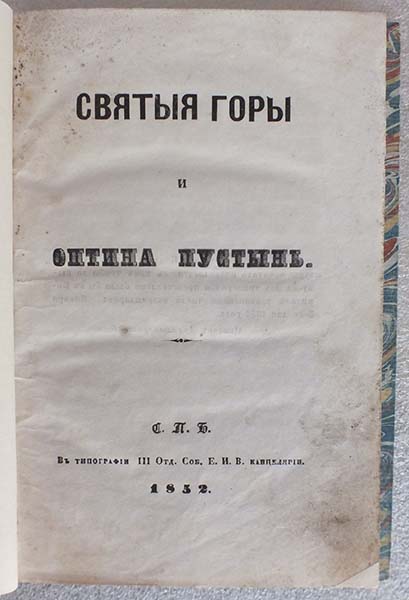 СВЯТЫЯ ГОРЫ
и
ОПТИНА ПУСТЫНЬ.
С. П. Б.
Въ типографіи III Отд. Соб. Е. И. В. канцеляріи.
1852.